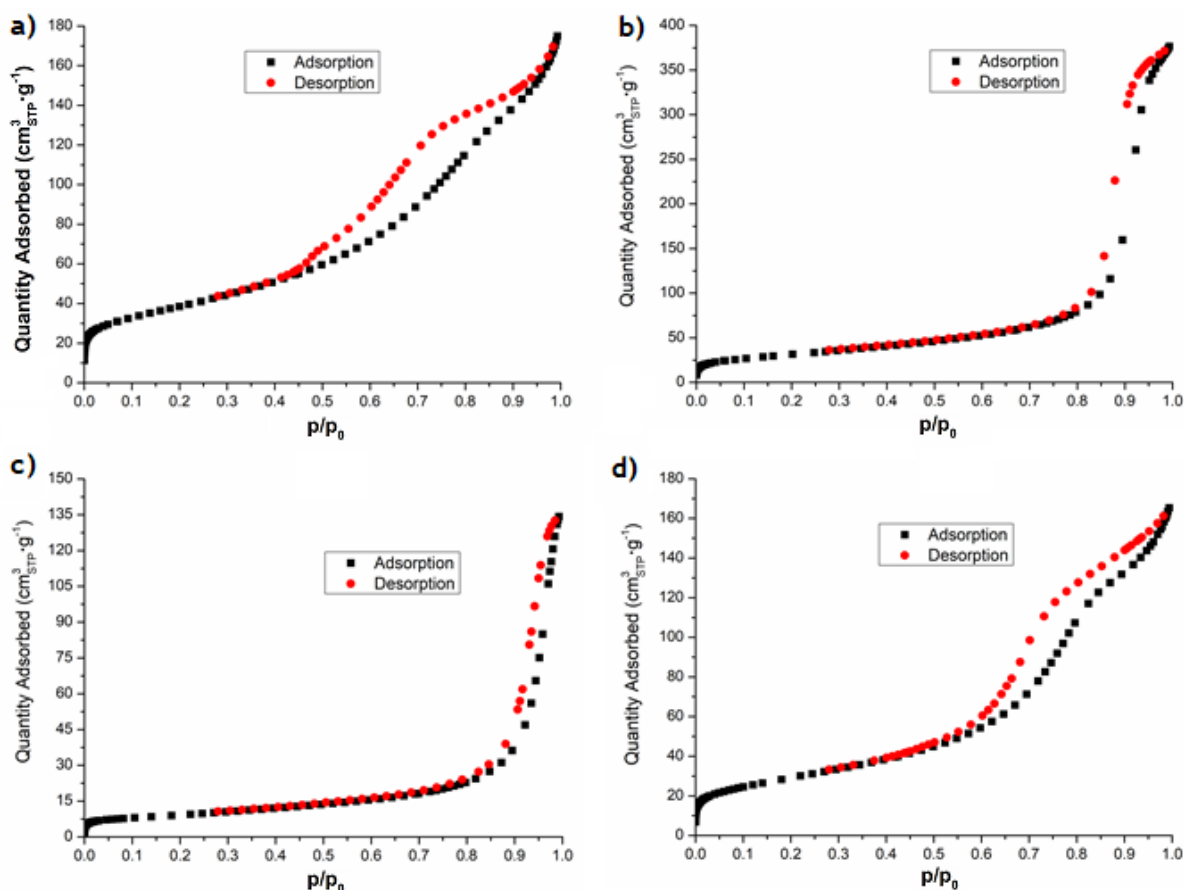 a)
Quantity Adsorbed (cm³STP·g⁻¹)
180
160
140
120
100
80
60
40
20
0
Adsorption
Desorption
0.0 0.1 0.2 0.3 0.4 0.5 0.6 0.7 0.8 0.9 1.0
p/p₀
b)
Quantity Adsorbed (cm³STP·g⁻¹)
400
350
300
250
200
150
100
50
0
Adsorption
Desorption
0.0 0.1 0.2 0.3 0.4 0.5 0.6 0.7 0.8 0.9 1.0
p/p₀
c)
Quantity Adsorbed (cm³STP·g⁻¹)
150
135
120
105
90
75
60
45
30
15
0
Adsorption
Desorption
0.0 0.1 0.2 0.3 0.4 0.5 0.6 0.7 0.8 0.9 1.0
p/p₀
d)
Quantity Adsorbed (cm³STP·g⁻¹)
180
160
140
120
100
80
60
40
20
0
Adsorption
Desorption
0.0 0.1 0.2 0.3 0.4 0.5 0.6 0.7 0.8 0.9 1.0
p/p₀